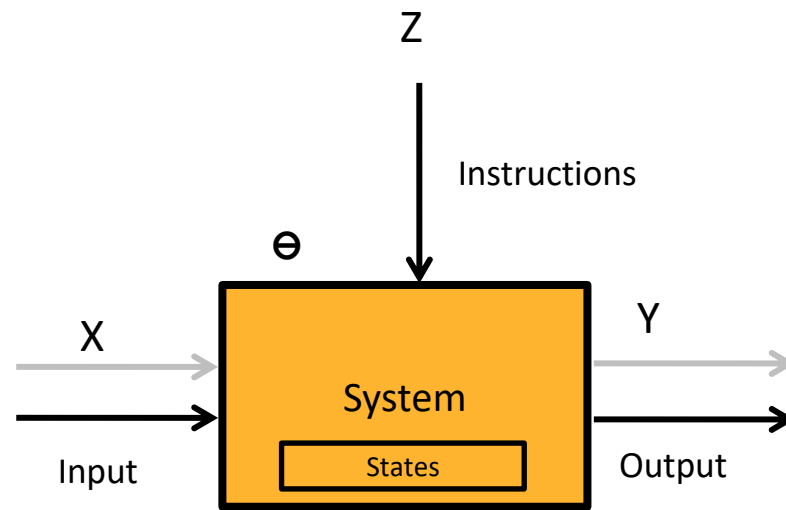 Z
Instructions
Θ
X
Y
System
States
Input
Output